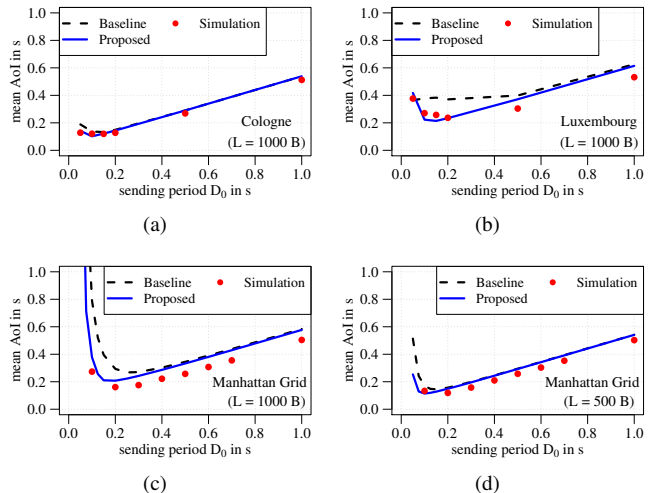 Baseline Simulation
Proposed
mean AoI in s
0.0 0.2 0.4 0.6 0.8 1.0
Cologne
(L = 1000 B)
0.0 0.2 0.4 0.6 0.8 1.0
sending period D0 in s
(a)
Baseline Simulation
Proposed
mean AoI in s
0.0 0.2 0.4 0.6 0.8 1.0
Luxembourg
(L = 1000 B)
0.0 0.2 0.4 0.6 0.8 1.0
sending period D0 in s
(b)
Baseline Simulation
Proposed
mean AoI in s
0.0 0.2 0.4 0.6 0.8 1.0
Manhattan Grid
(L = 1000 B)
0.0 0.2 0.4 0.6 0.8 1.0
sending period D0 in s
(c)
Baseline Simulation
Proposed
mean AoI in s
0.0 0.2 0.4 0.6 0.8 1.0
Manhattan Grid
(L = 500 B)
0.0 0.2 0.4 0.6 0.8 1.0
sending period D0 in s
(d)